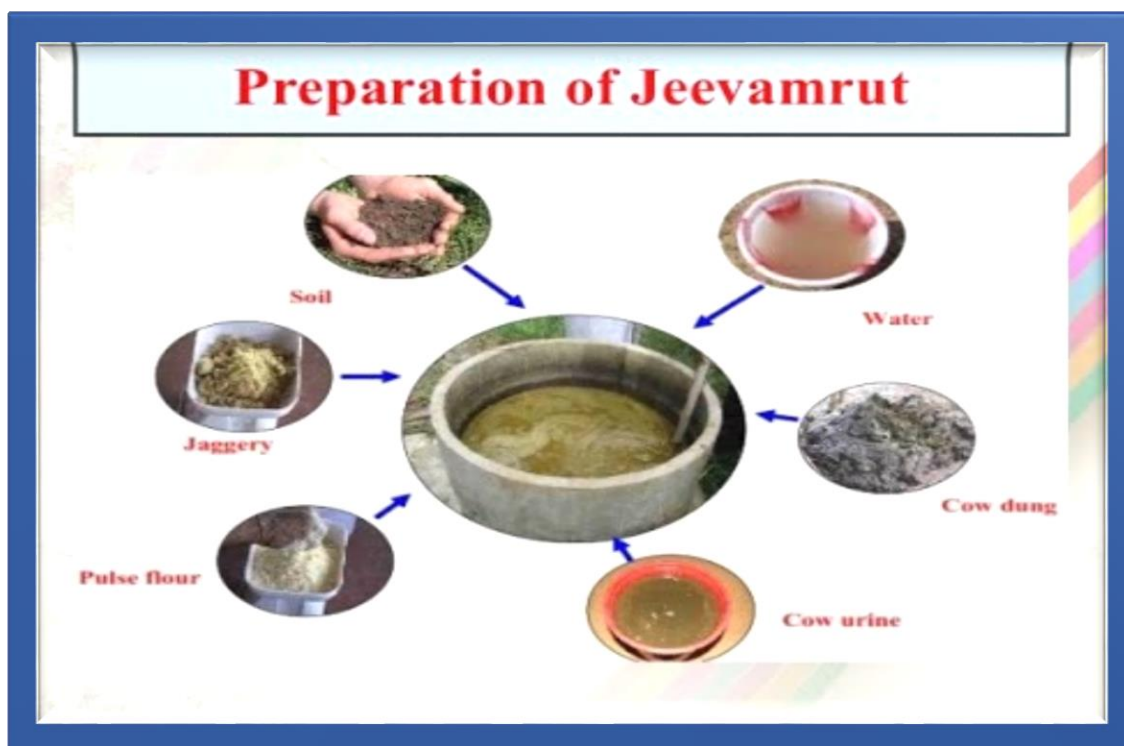 Preparation of Jeevamrut
Soil
Water
Jaggery
Cow dung
Pulse flour
Cow urine